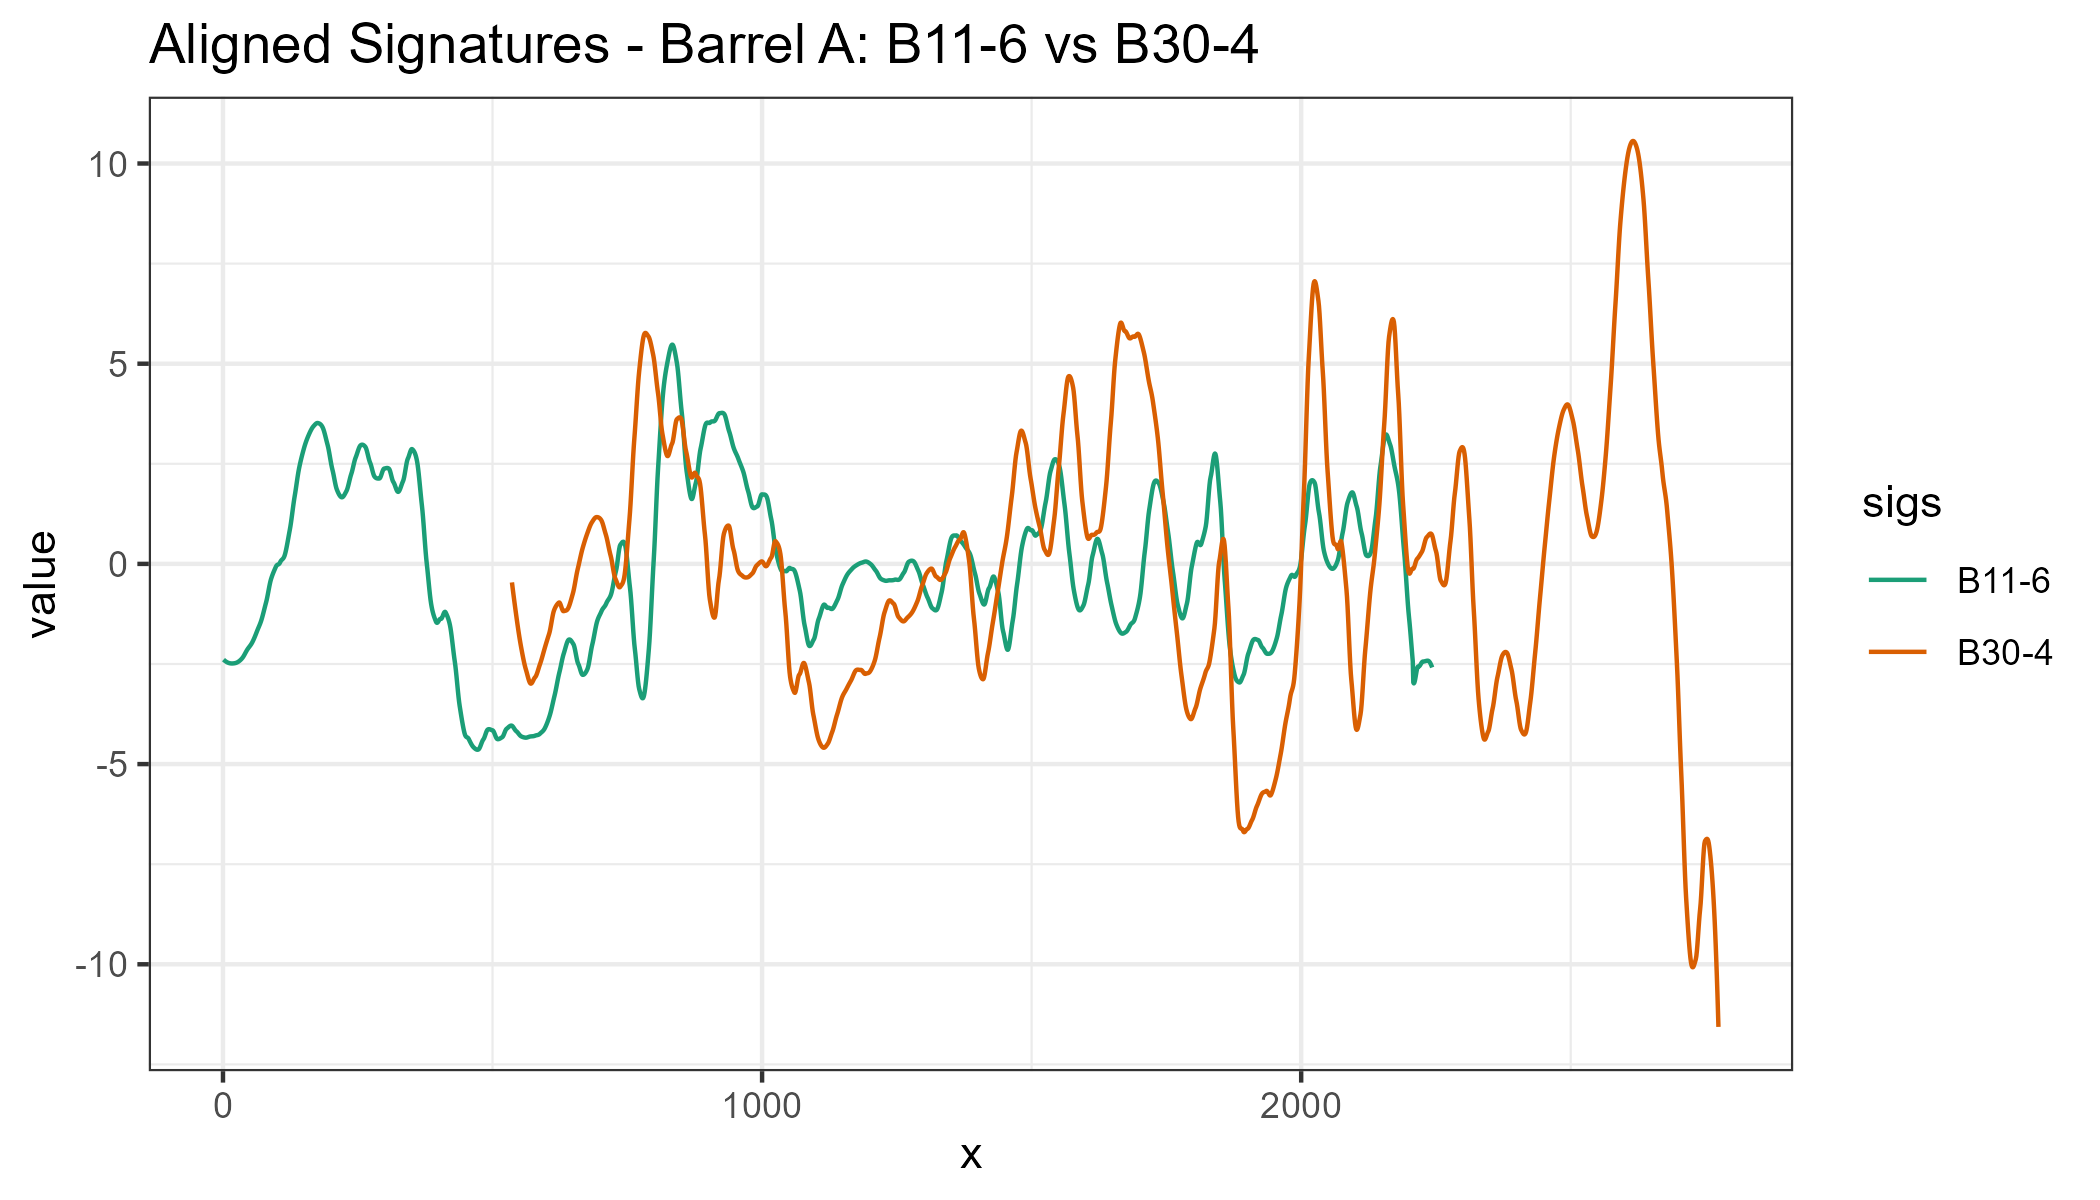 Aligned Signatures - Barrel A: B11-6 vs B30-4
10
5
0
-5
-10
value
0 1000 2000
x
sigs
B11-6
B30-4